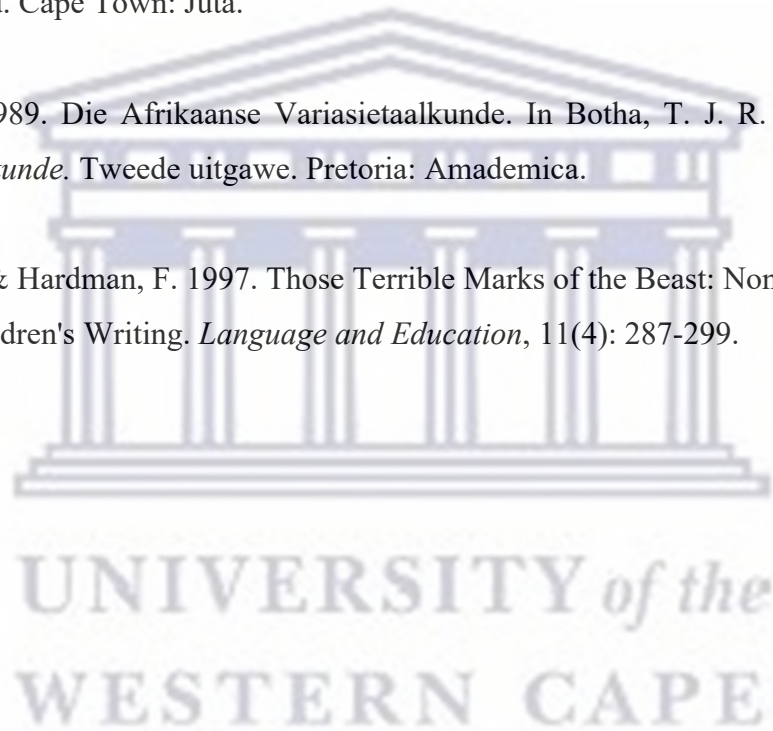 . Cape Town: Juta.
989. Die Afrikaanse Variasietaalkunde. In Botha, T. J. R.
unde. Tweede uitgawe. Pretoria: Amademica.
& Hardman, F. 1997. Those Terrible Marks of the Beast: Non
dren's Writing. Language and Education, 11(4): 287-299.
UNIVERSITY of the
WESTERN CAPE